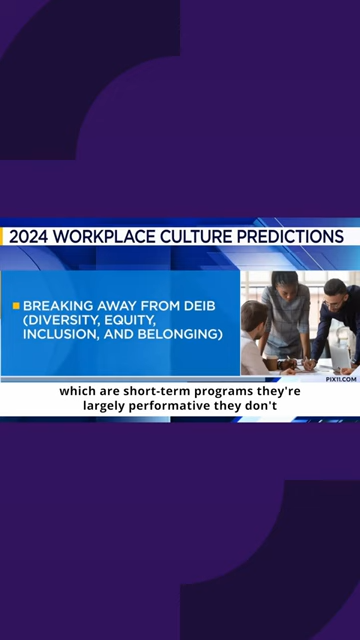 2024 WORKPLACE CULTURE PREDICTIONS
BREAKING AWAY FROM DEIB
(DIVERSITY, EQUITY,
INCLUSION, AND BELONGING)
PIX11.COM
which are short-term programs they're
largely performative they don't